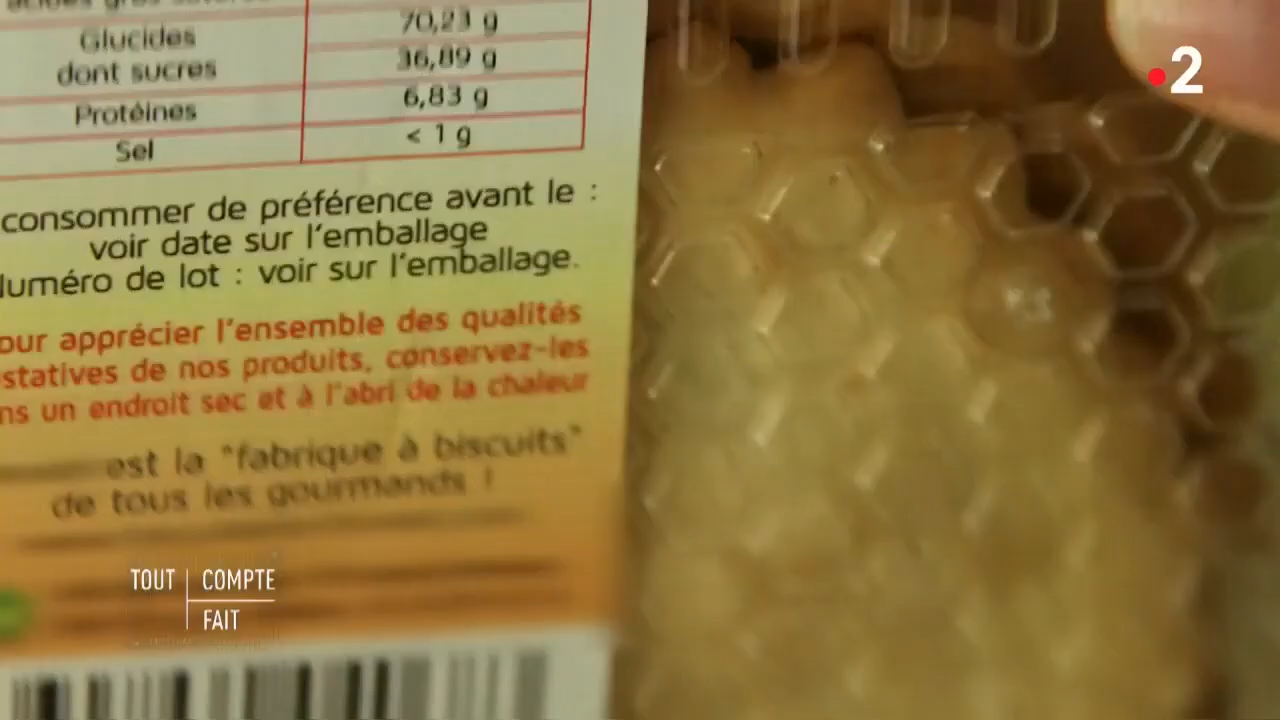 acides gras saturés
Glucides 70,23 g
dont sucres 36,89 g
Protéines 6,83 g
Sel < 1 g
consommer de préférence avant le :
voir date sur l'emballage
uméro de lot : voir sur l'emballage.
our apprécier l'ensemble des qualités
statives de nos produits, conservez-les
ns un endroit sec et à l'abri de la chaleur
est la "fabrique à biscuits"
de tous les gourmands !
2
TOUT COMPTE
FAIT